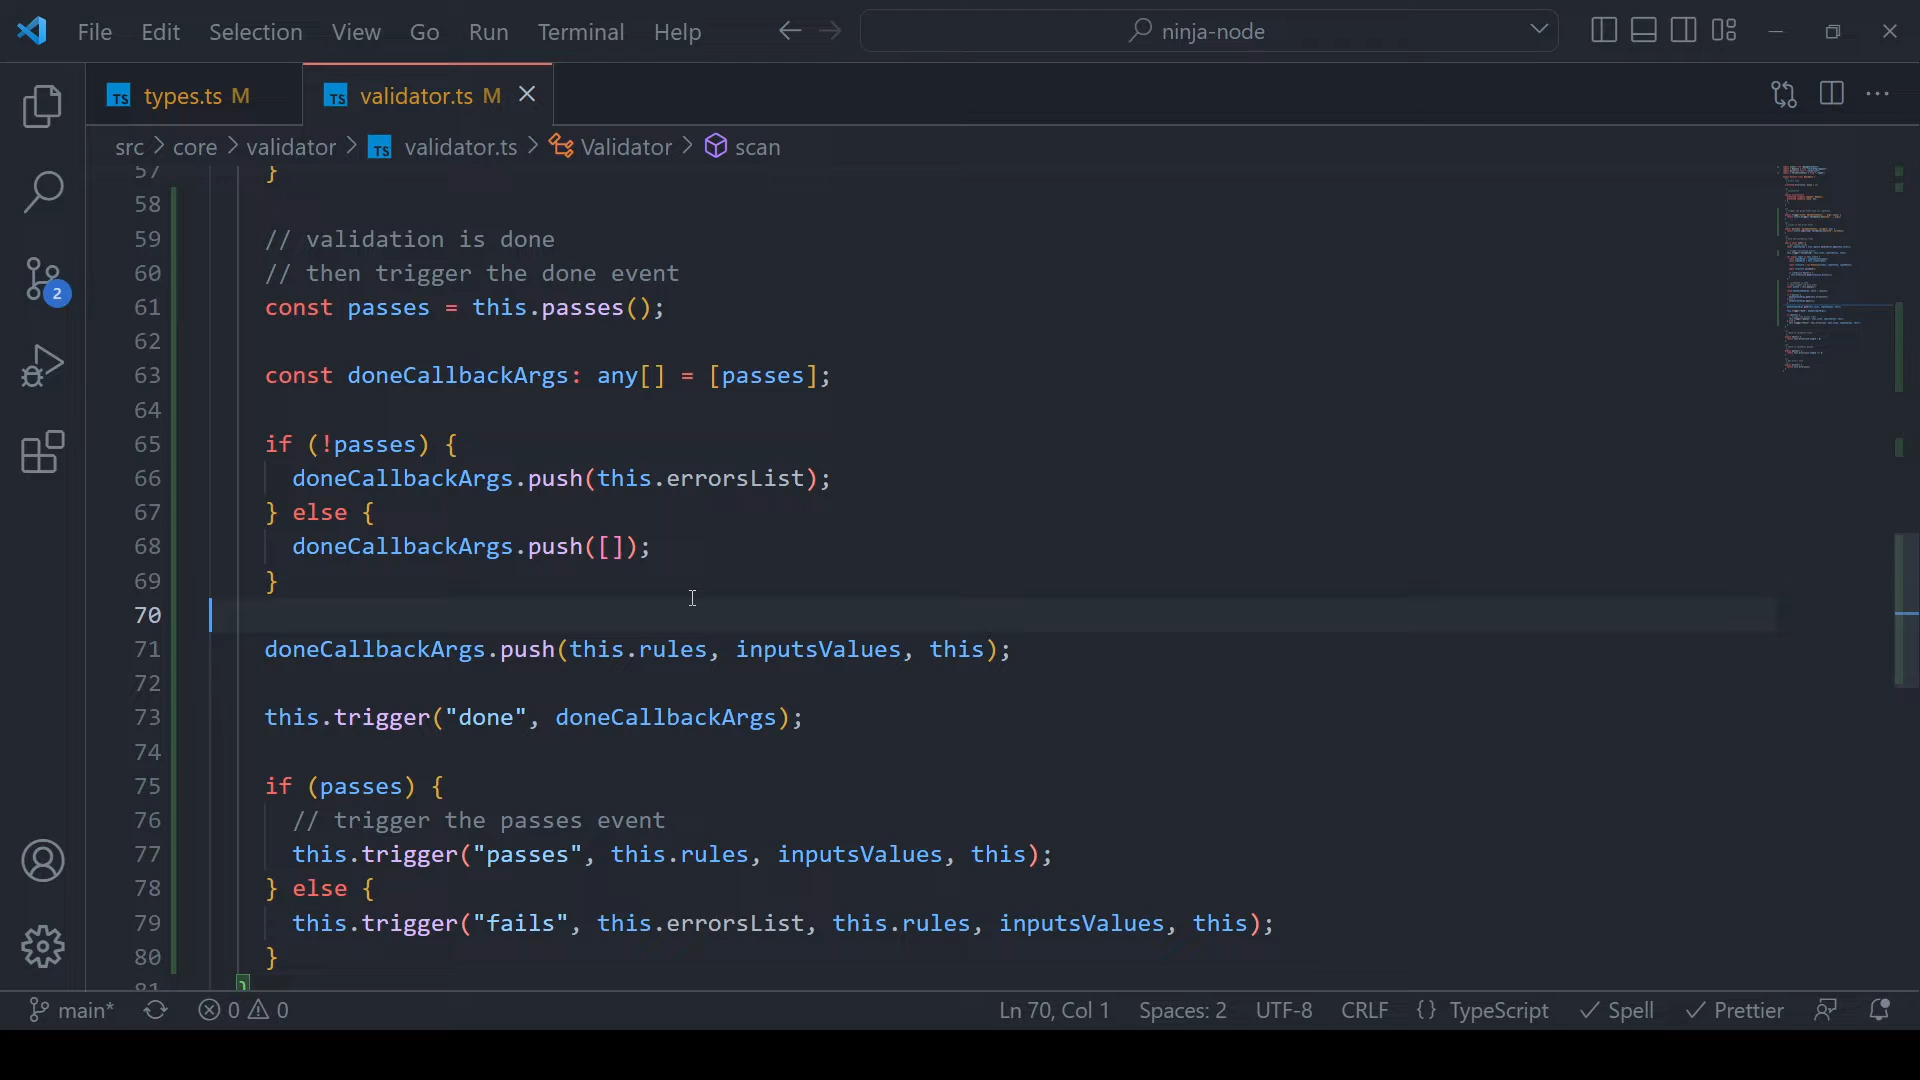 File Edit Selection View Go Run Terminal Help ninja-node
TS types.ts M TS validator.ts M
src > core > validator > TS validator.ts > Validator > scan
57 }
58
59 // validation is done
60 // then trigger the done event
61 const passes = this.passes();
62
63 const doneCallbackArgs: any[] = [passes];
64
65 if (!passes) {
66 doneCallbackArgs.push(this.errorsList);
67 } else {
68 doneCallbackArgs.push([]);
69 }
70
71 doneCallbackArgs.push(this.rules, inputsValues, this);
72
73 this.trigger("done", doneCallbackArgs);
74
75 if (passes) {
76 // trigger the passes event
77 this.trigger("passes", this.rules, inputsValues, this);
78 } else {
79 this.trigger("fails", this.errorsList, this.rules, inputsValues, this);
80 }
81 }
2
main* 0 0 Ln 70, Col 1 Spaces: 2 UTF-8 CRLF {} TypeScript Spell Prettier